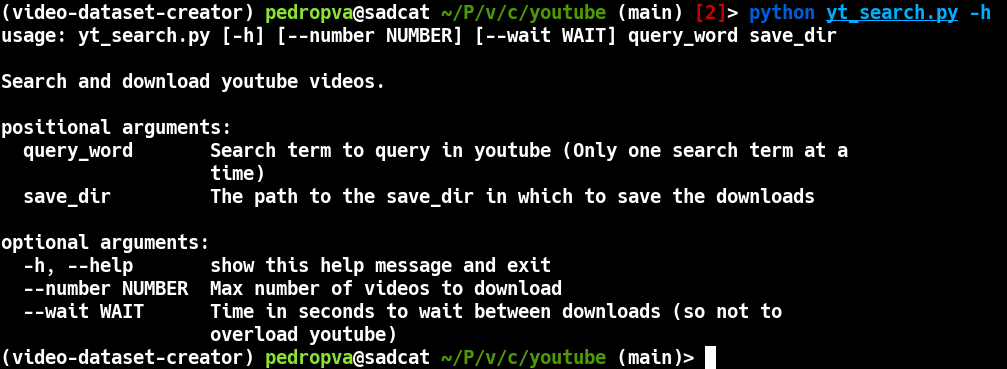 (video-dataset-creator) pedropva@sadcat ~/P/v/c/youtube (main) [2]> python yt_search.py -h
usage: yt_search.py [-h] [--number NUMBER] [--wait WAIT] query_word save_dir

Search and download youtube videos.

positional arguments:
  query_word       Search term to query in youtube (Only one search term at a
                   time)
  save_dir         The path to the save_dir in which to save the downloads

optional arguments:
  -h, --help       show this help message and exit
  --number NUMBER  Max number of videos to download
  --wait WAIT      Time in seconds to wait between downloads (so not to
                   overload youtube)
(video-dataset-creator) pedropva@sadcat ~/P/v/c/youtube (main)>